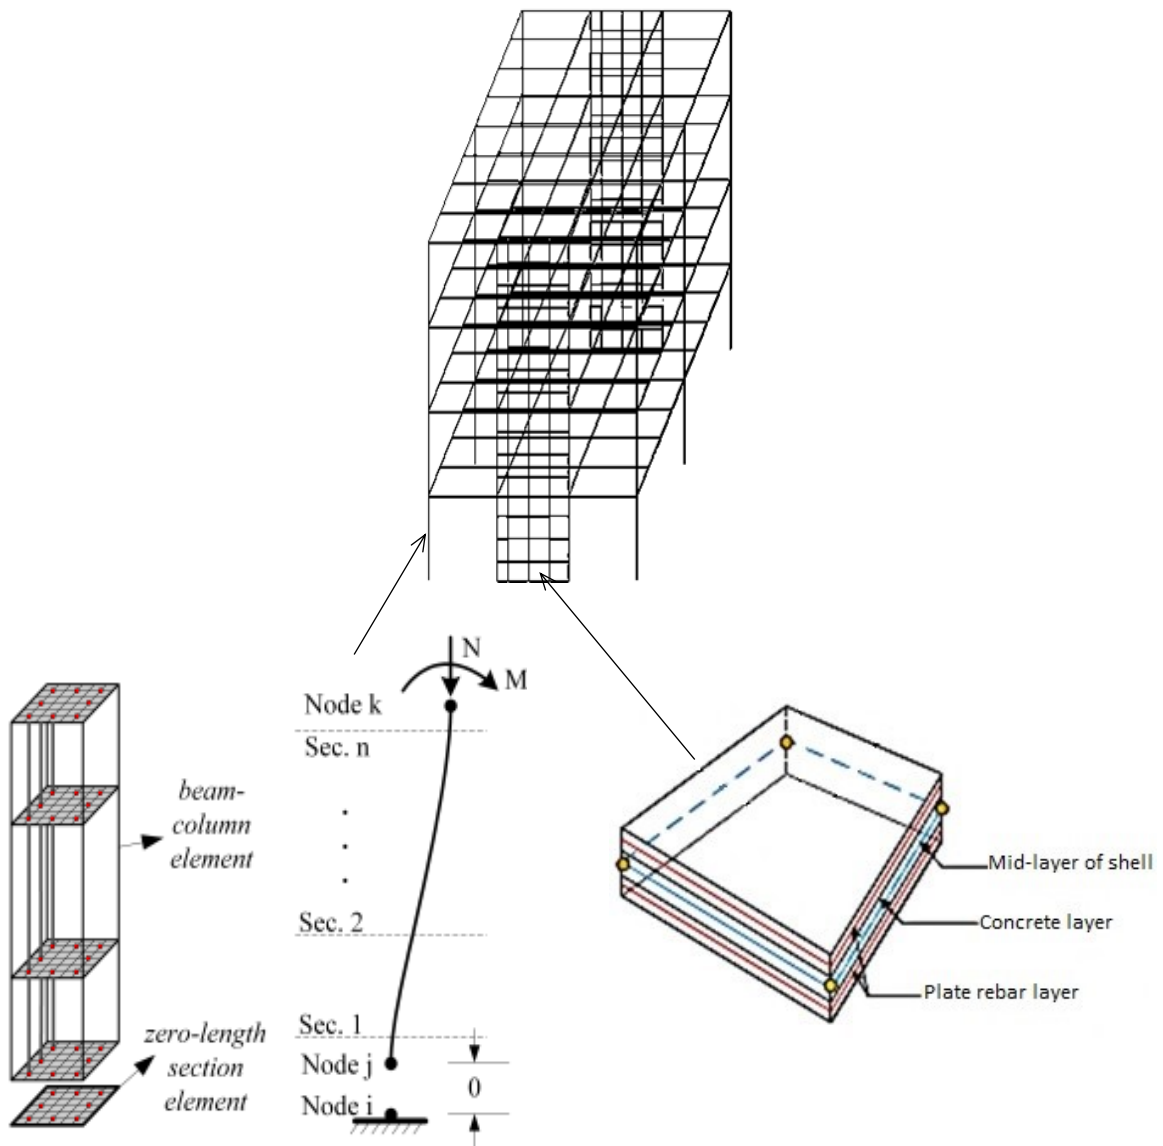 N
M
Node k
Sec. n
beam-
column
element
Sec. 2
Sec. 1
zero-length
section
element
Node j
0
Node i
Mid-layer of shell
Concrete layer
Plate rebar layer